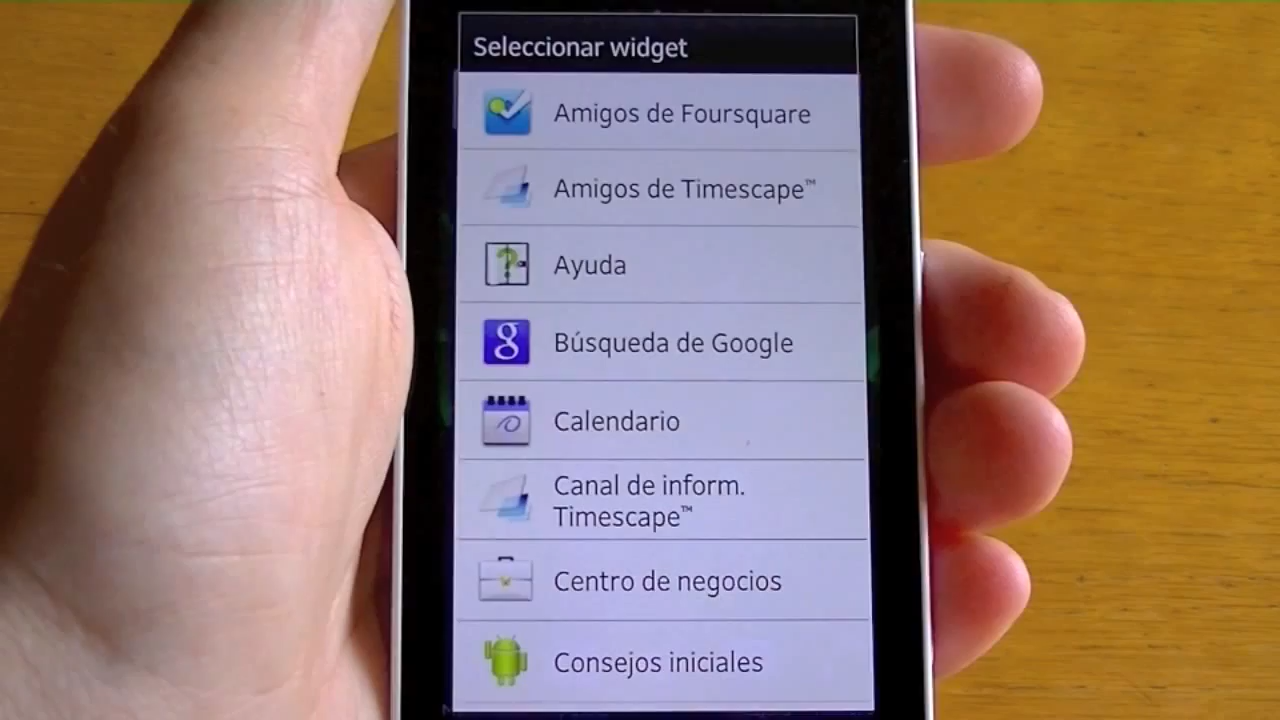 Seleccionar widget
Amigos de Foursquare
Amigos de Timescape™
Ayuda
Búsqueda de Google
Calendario
Canal de inform.
Timescape™
Centro de negocios
Consejos iniciales